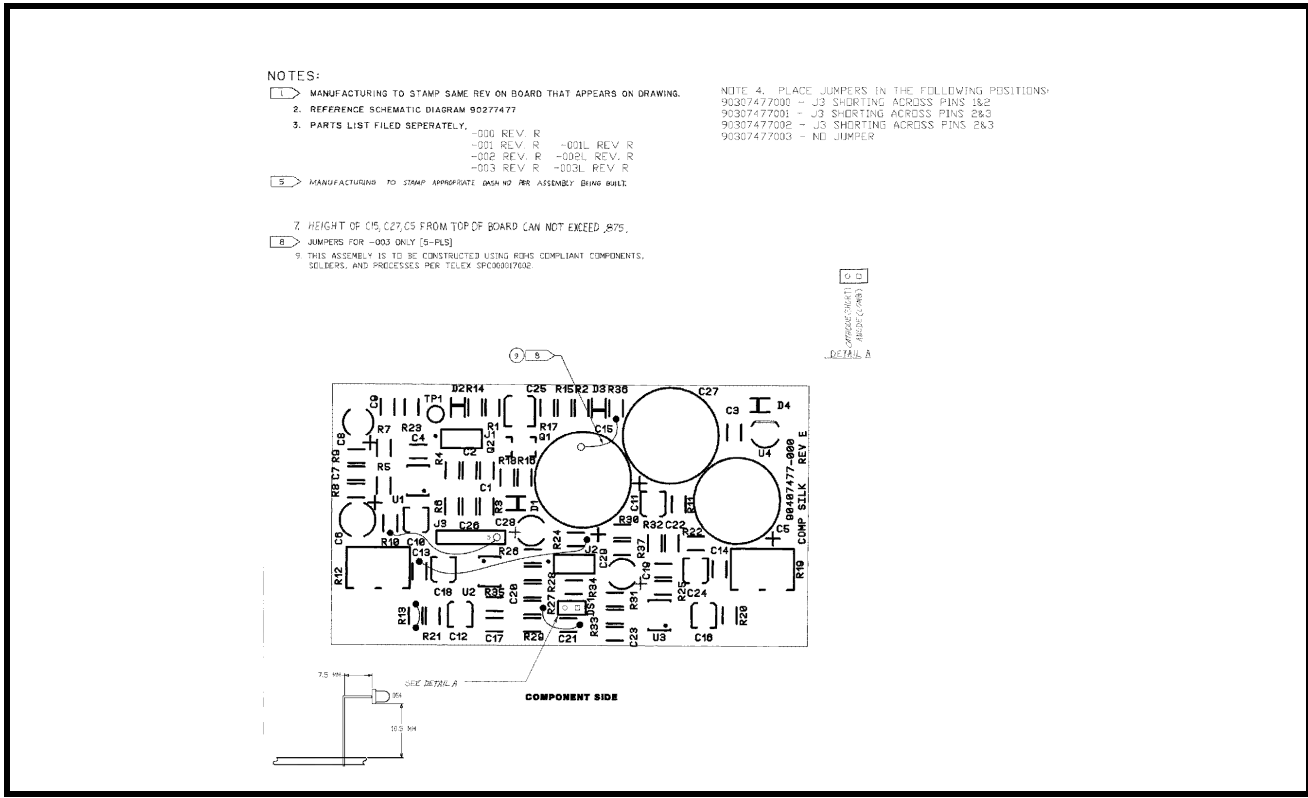 NOTES:
1 MANUFACTURING TO STAMP SAME REV ON BOARD THAT APPEARS ON DRAWING.
2. REFERENCE SCHEMATIC DIAGRAM 90277477
3. PARTS LIST FILED SEPERATELY,
-000 REV. R
-001 REV. R -001L REV R
-002 REV. R -002L REV. R
-003 REV R -003L REV. R
5 MANUFACTURING TO STAMP APPROPRIATE DASH NO PER ASSEMBLY BEING BUILT.
7. HEIGHT OF C15, C27, C5 FROM TOP OF BOARD CAN NOT EXCEED .875.
8 JUMPERS FOR -003 ONLY [5-PLS]
9. THIS ASSEMBLY IS TO BE CONSTRUCTED USING ROHS COMPLIANT COMPONENTS,
SOLDERS, AND PROCESSES PER TELEX SPC000017002.
NOTE 4. PLACE JUMPERS IN THE FOLLOWING POSITIONS:
90307477000 - J3 SHORTING ACROSS PINS 1&2
90307477001 - J3 SHORTING ACROSS PINS 2&3
90307477002 - J3 SHORTING ACROSS PINS 2&3
90307477003 - NO JUMPER
CATHODE (SHORT)
ANODE (LONG)
DETAIL A
9 8
D2 R14 C25 R15 R2 D3 R36 C27
C9 TP1 C3 D4
R1 R17 C15
C8 R7 R23 C4 J1 Q2 Q1 U4
R9 R4 C2
C7 R5 R18 R16
R8 C1
U1 R6 R3 D1 C11 R11
90407477-000
COMP SILK REV E
C6 J3 C26 C28 R30 R32 C22 C5
R10 C10 R24 R22
C13 R26 J2 R37 C14
R12 C29 C19 R19
R28
C18 U2 R35 C20 R34 R31 R25 C24
R27 DS1
R13 R20
R21 C12 C17 R29 C21 R33 C23 U3 C16
7.5 MM
SEE DETAIL A
COMPONENT SIDE
10.5 MM